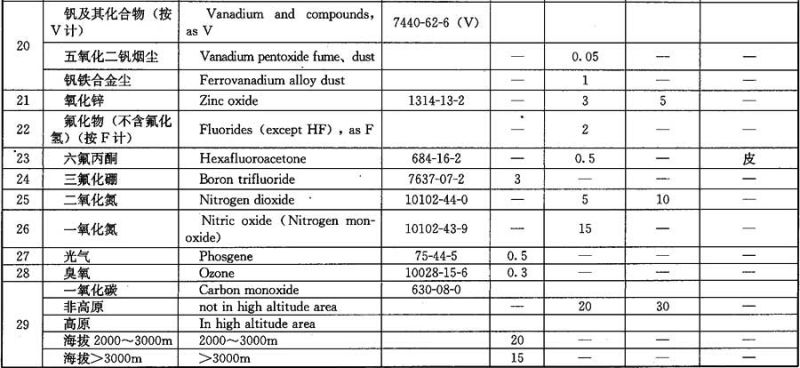 20 钒及其化合物（按 Vanadium and compounds, 7440-62-6（V）
V计） as V
五氧化二钒烟尘 Vanadium pentoxide fume、dust — 0.05 — —
钒铁合金尘 Ferrovanadium alloy dust — 1 — —
21 氧化锌 Zinc oxide 1314-13-2 — 3 5 —
22 氟化物（不含氟化 Fluorides（except HF）, as F — 2 — —
氢）（按F计）
23 六氟丙酮 Hexafluoroacetone 684-16-2 — 0.5 — 皮
24 三氟化硼 Boron trifluoride 7637-07-2 3 — — —
25 二氧化氮 Nitrogen dioxide 10102-44-0 — 5 10 —
26 一氧化氮 Nitric oxide（Nitrogen mon- 10102-43-9 — 15 — —
oxide）
27 光气 Phosgene 75-44-5 0.5 — — —
28 臭氧 Ozone 10028-15-6 0.3 — — —
29 一氧化碳 Carbon monoxide 630-08-0
非高原 not in high altitude area — 20 30 —
高原 In high altitude area
海拔 2000～3000m 2000～3000m 20 — — —
海拔＞3000m ＞3000m 15 — — —